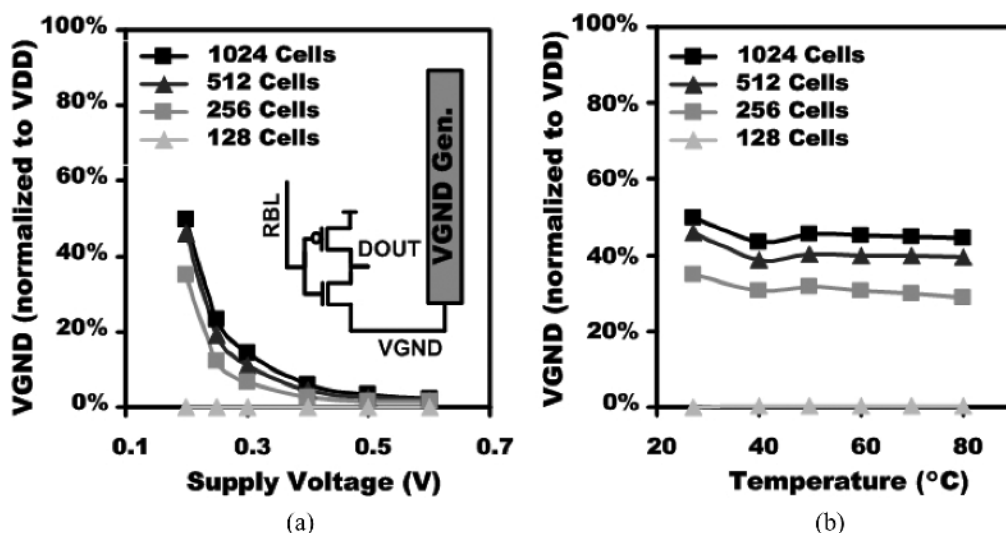 100%
80%
60%
40%
20%
0%
VGND (normalized to VDD)
1024 Cells
512 Cells
256 Cells
128 Cells
RBL
DOUT
VGND Gen.
VGND
0.1
0.3
0.5
0.7
Supply Voltage (V)
(a)
100%
80%
60%
40%
20%
0%
VGND (normalized to VDD)
1024 Cells
512 Cells
256 Cells
128 Cells
20
40
60
80
Temperature (°C)
(b)